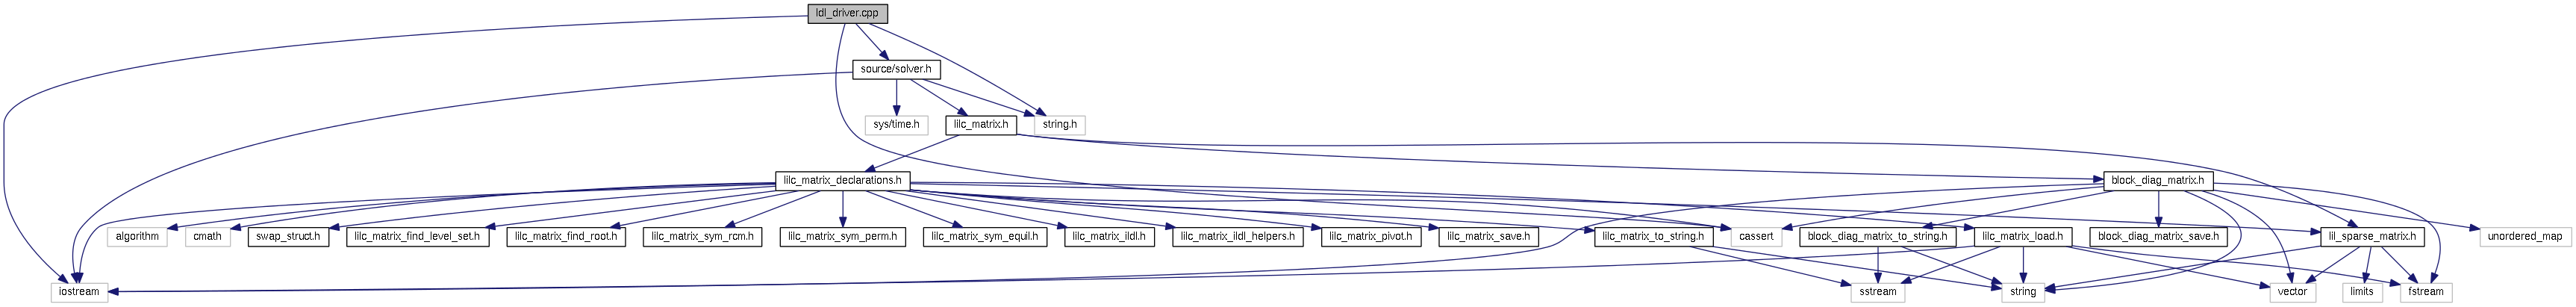 ldl_driver.cpp
source/solver.h
sys/time.h
lilc_matrix.h
string.h
lilc_matrix_declarations.h
block_diag_matrix.h
algorithm
cmath
swap_struct.h
lilc_matrix_find_level_set.h
lilc_matrix_find_root.h
lilc_matrix_sym_rcm.h
lilc_matrix_sym_perm.h
lilc_matrix_sym_equil.h
lilc_matrix_ildl.h
lilc_matrix_ildl_helpers.h
lilc_matrix_pivot.h
lilc_matrix_save.h
lilc_matrix_to_string.h
cassert
block_diag_matrix_to_string.h
lilc_matrix_load.h
block_diag_matrix_save.h
lil_sparse_matrix.h
unordered_map
iostream
sstream
string
vector
limits
fstream